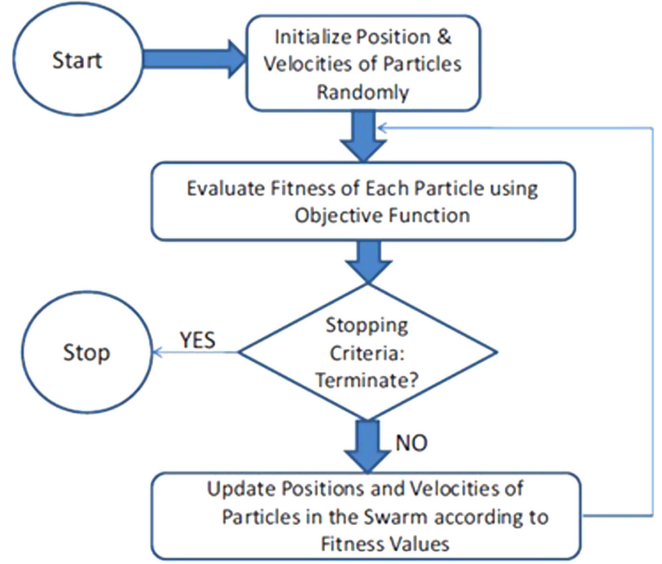 Start
Initialize Position &
Velocities of Particles
Randomly
Evaluate Fitness of Each Particle using
Objective Function
Stopping
Criteria:
Terminate?
YES
Stop
NO
Update Positions and Velocities of
Particles in the Swarm according to
Fitness Values